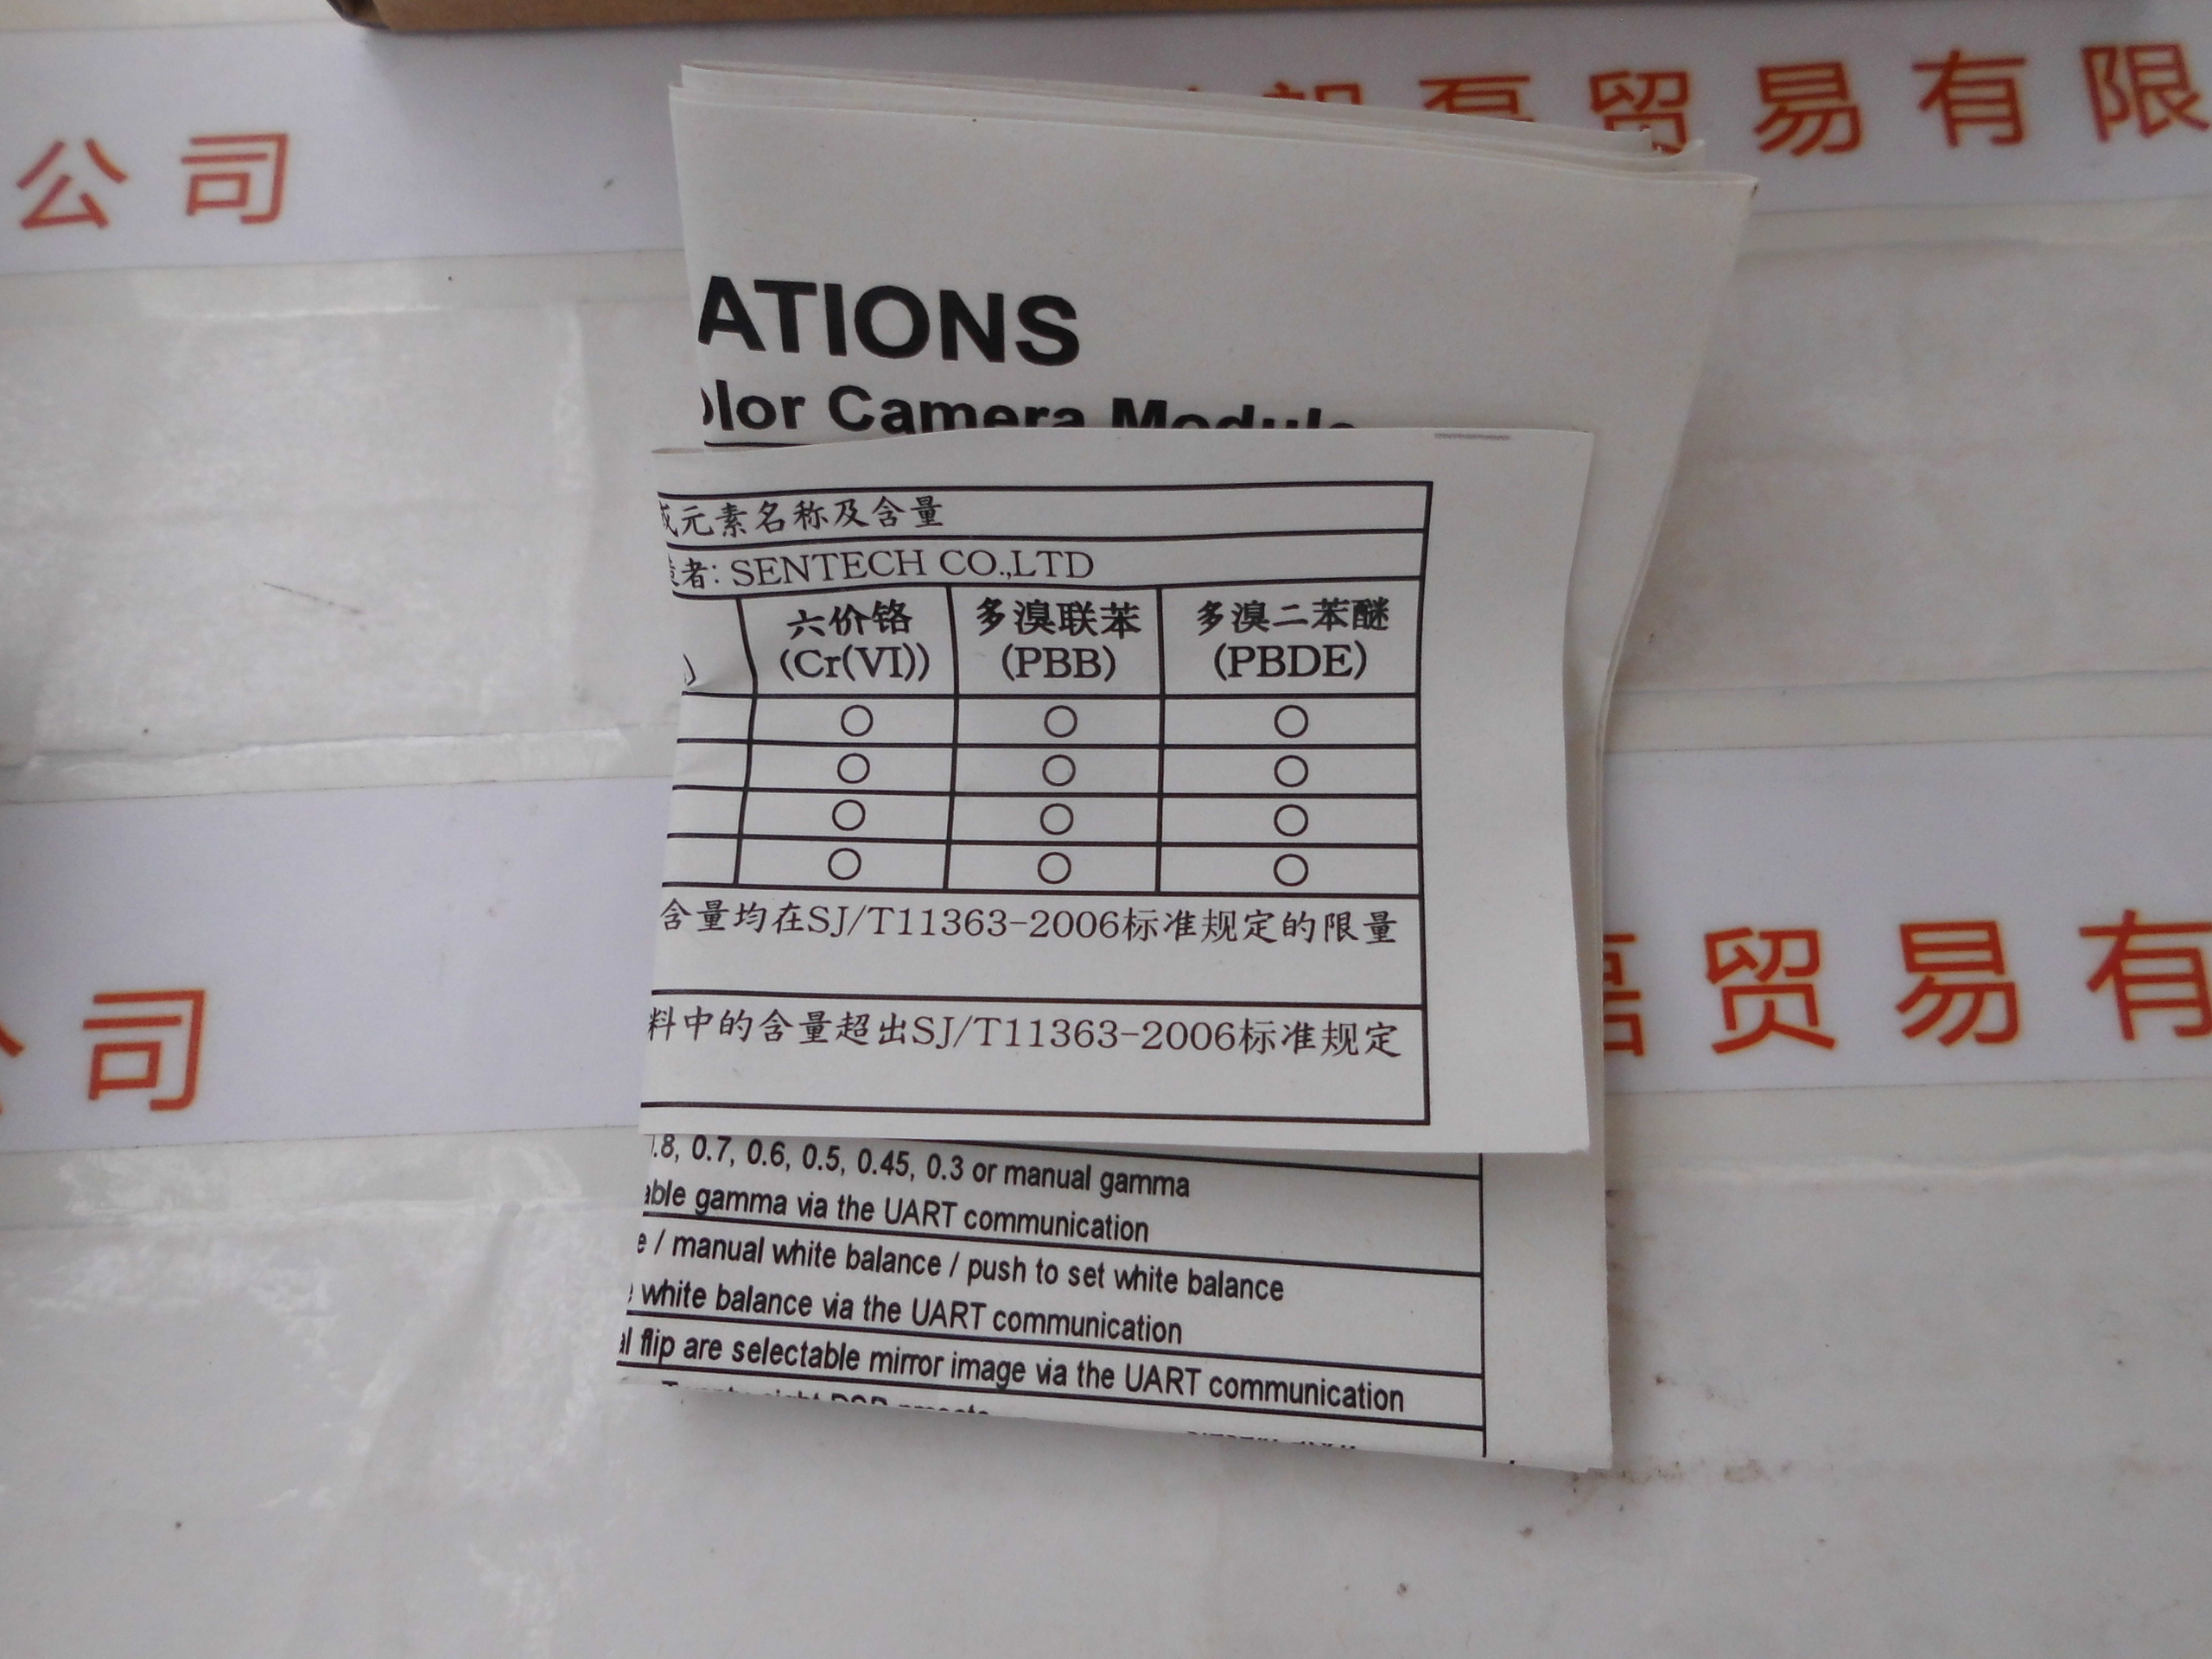 贸易有限
公司
ATIONS
olor Camera Module
元素名称及含量
者: SENTECH CO.,LTD
六价铬 多溴联苯 多溴二苯醚
(Cr(VI)) (PBB) (PBDE)
○ ○ ○
○ ○ ○
○ ○ ○
○ ○ ○
含量均在SJ/T11363-2006标准规定的限量
料中的含量超出SJ/T11363-2006标准规定
磊贸易有
司
.8, 0.7, 0.6, 0.5, 0.45, 0.3 or manual gamma
able gamma via the UART communication
e / manual white balance / push to set white balance
white balance via the UART communication
al flip are selectable mirror image via the UART communication